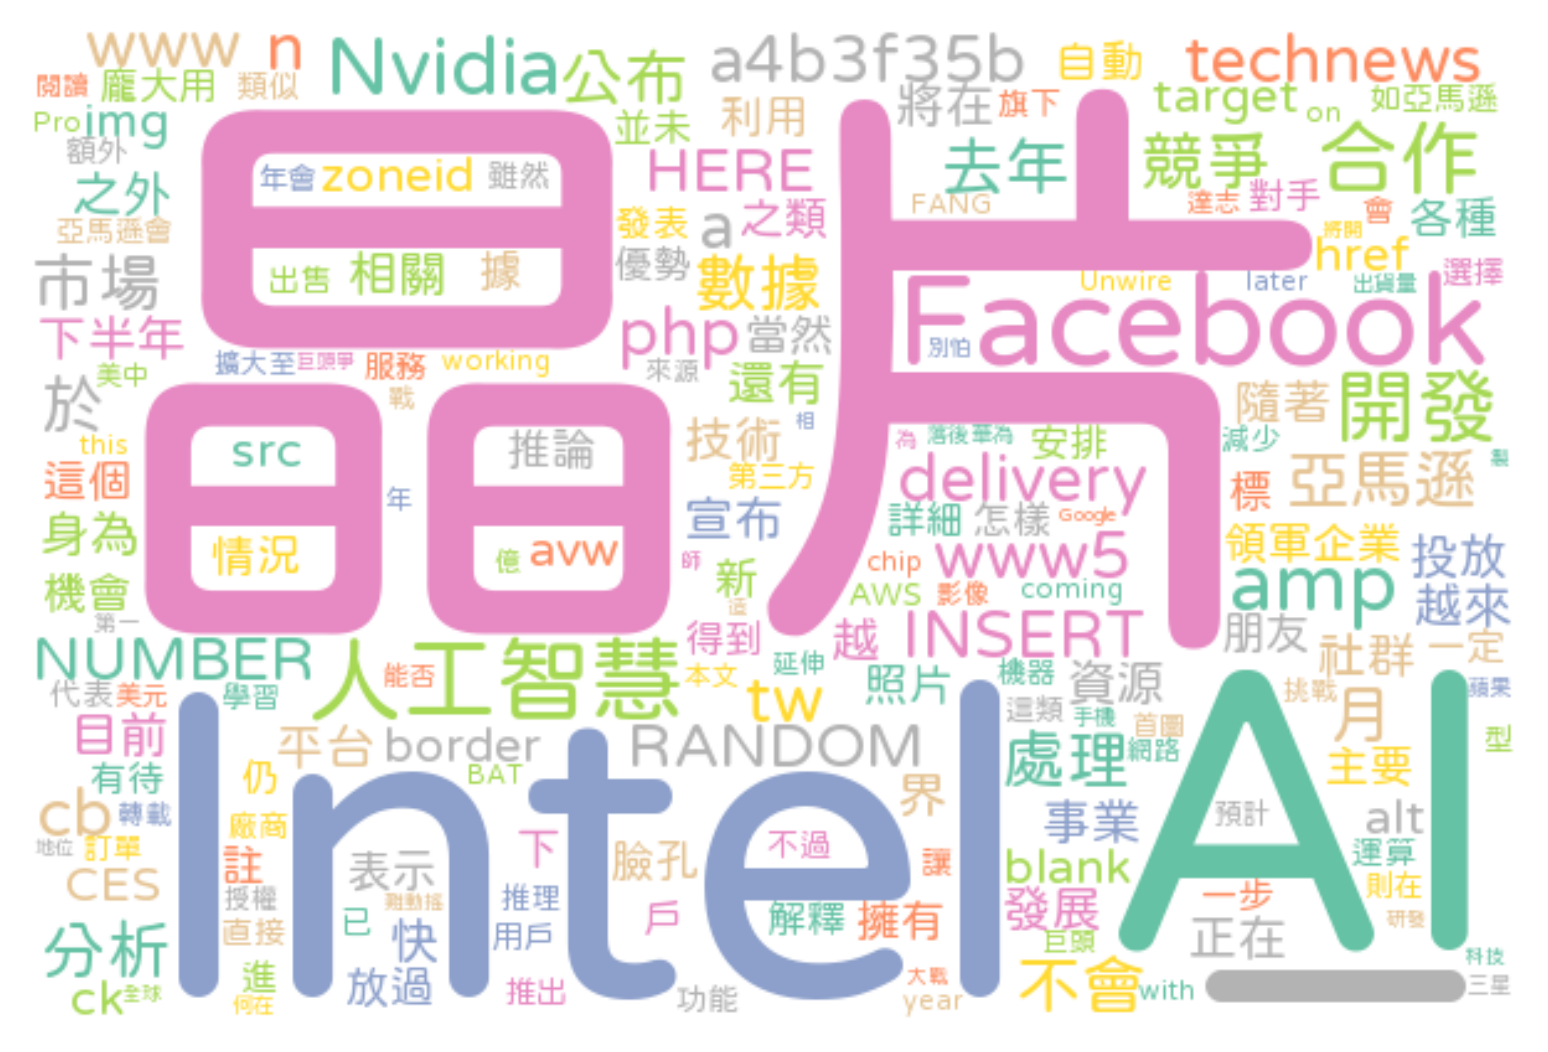 www n Nvidia 公布 a4b3f35b 自動 technews
閱讀 龐大用 類似 利用 將在 旗下 target on 如亞馬遜
Pro img 並未
額外 HERE 去年 競爭 合作
之外 年會 zoneid 雖然 FANG 達志 對手 會 各種
亞馬遜會 發表 a 之類 將開
市場 出售 相關 據 優勢 數據 href 選擇
晶片
Unwire later 出貨量
下半年 php 當然 Facebook
擴大至 巨頭爭 服務 working 來源 別怕
於 美中 戰 還有 隨著 開發
this src 推論 技術 相 為 落後 華為 安排 減少
這個 年 第三方 delivery 標 亞馬遜 製
身為 情況 億 avw 宣布 詳細 怎樣 Google 領軍企業 投放
機會 師 新 chip www5 amp
第一 這 AWS 影像 coming 越來
NUMBER 人工智慧 得到 越 INSERT 朋友 社群 一定
代表 美元 學習 能否 本文 延伸 照片 機器 資源 挑戰 蘋果
tw 這類 手機 首圖 月
目前 平台 border RANDOM 處理 網路 型
Intel AI
有待 仍 BAT 主要
cb 轉載 廠商 界 事業 預計 alt
地位 訂單 下 不過 運算
CES 註 表示 臉孔 讓 blank 則在
授權 難動搖 推理 發展 一步 研發
分析 直接 已 快 用戶 戶 解釋 擁有 巨頭 正在 科技
進 放過 推出 功能 大戰 不會 with 三星
ck 全球 何在 year